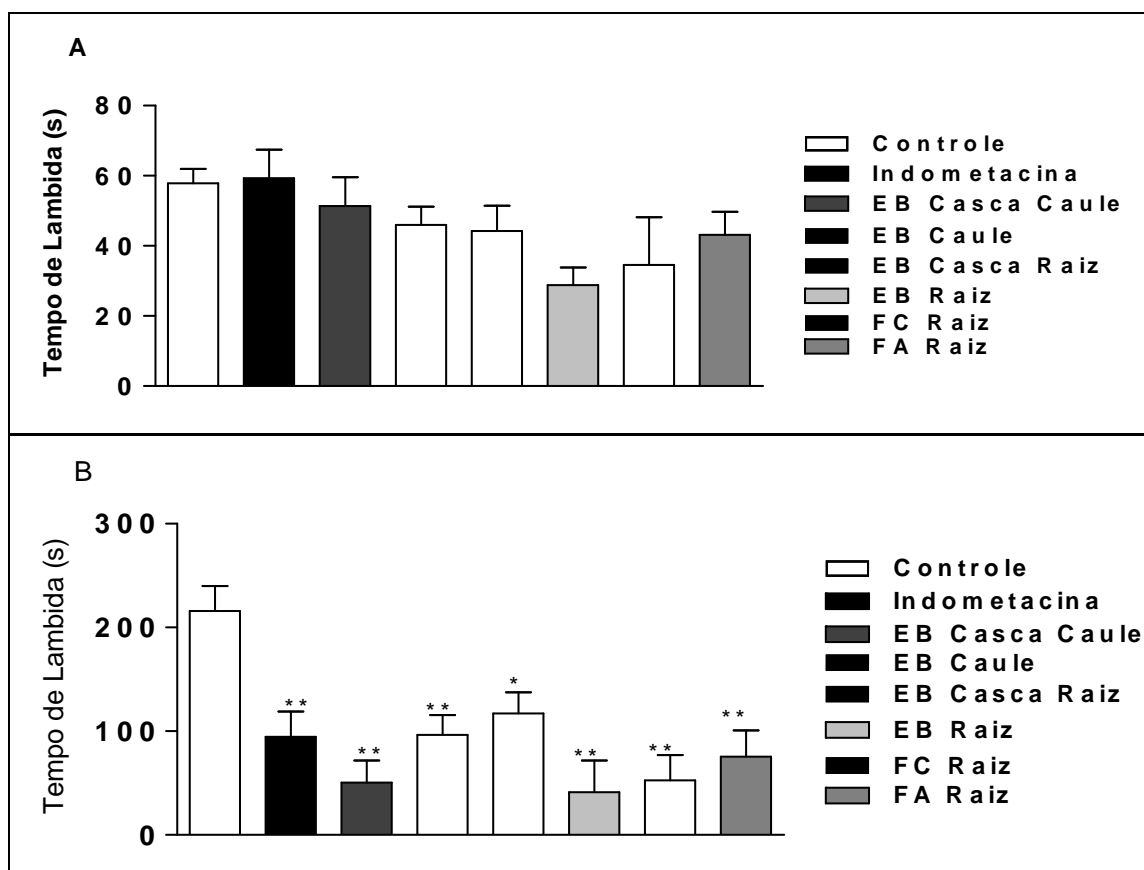 A
Tempo de Lambida (s)
80
60
40
20
0
Controle
Indometacina
EB Casca Caule
EB Caule
EB Casca Raiz
EB Raiz
FC Raiz
FA Raiz
B
Tempo de Lambida (s)
300
200
100
0
**
**
**
*
**
**
**
Controle
Indometacina
EB Casca Caule
EB Caule
EB Casca Raiz
EB Raiz
FC Raiz
FA Raiz